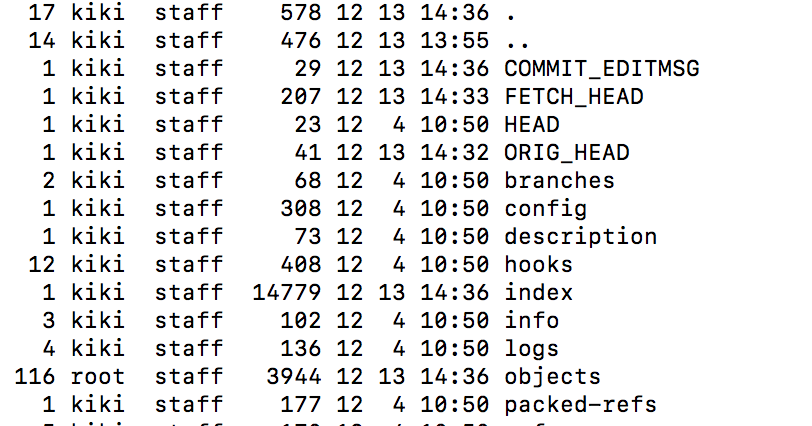 17 kiki staff 578 12 13 14:36 .
14 kiki staff 476 12 13 13:55 ..
1 kiki staff 29 12 13 14:36 COMMIT_EDITMSG
1 kiki staff 207 12 13 14:33 FETCH_HEAD
1 kiki staff 23 12 4 10:50 HEAD
1 kiki staff 41 12 13 14:32 ORIG_HEAD
2 kiki staff 68 12 4 10:50 branches
1 kiki staff 308 12 4 10:50 config
1 kiki staff 73 12 4 10:50 description
12 kiki staff 408 12 4 10:50 hooks
1 kiki staff 14779 12 13 14:36 index
3 kiki staff 102 12 4 10:50 info
4 kiki staff 136 12 4 10:50 logs
116 root staff 3944 12 13 14:36 objects
1 kiki staff 177 12 4 10:50 packed-refs